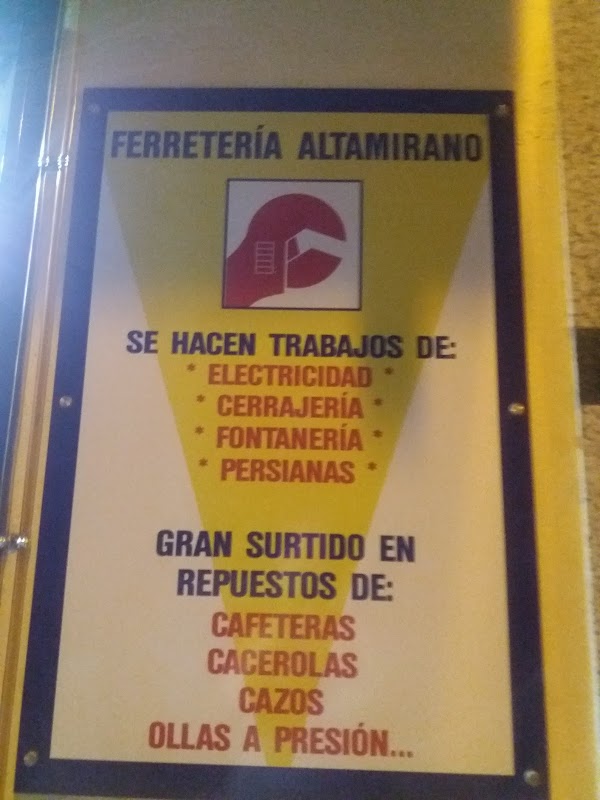 FERRETERÍA ALTAMIRANO
SE HACEN TRABAJOS DE:
* ELECTRICIDAD *
* CERRAJERÍA *
* FONTANERÍA *
* PERSIANAS *
GRAN SURTIDO EN
REPUESTOS DE:
CAFETERAS
CACEROLAS
CAZOS
OLLAS A PRESIÓN...